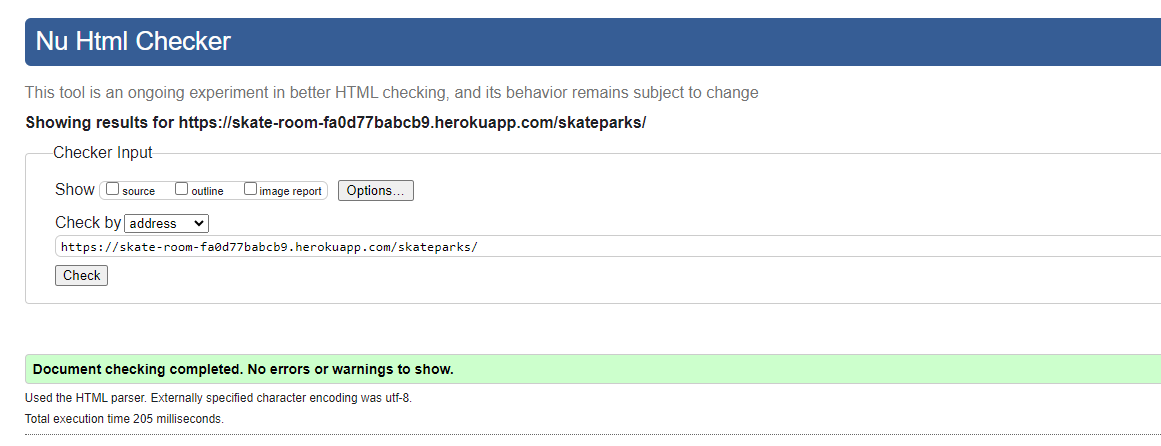 Nu Html Checker
This tool is an ongoing experiment in better HTML checking, and its behavior remains subject to change
Showing results for https://skate-room-fa0d77babcb9.herokuapp.com/skateparks/
Checker Input
Show source outline image report Options...
Check by address
https://skate-room-fa0d77babcb9.herokuapp.com/skateparks/
Check
Document checking completed. No errors or warnings to show.
Used the HTML parser. Externally specified character encoding was utf-8.
Total execution time 205 milliseconds.